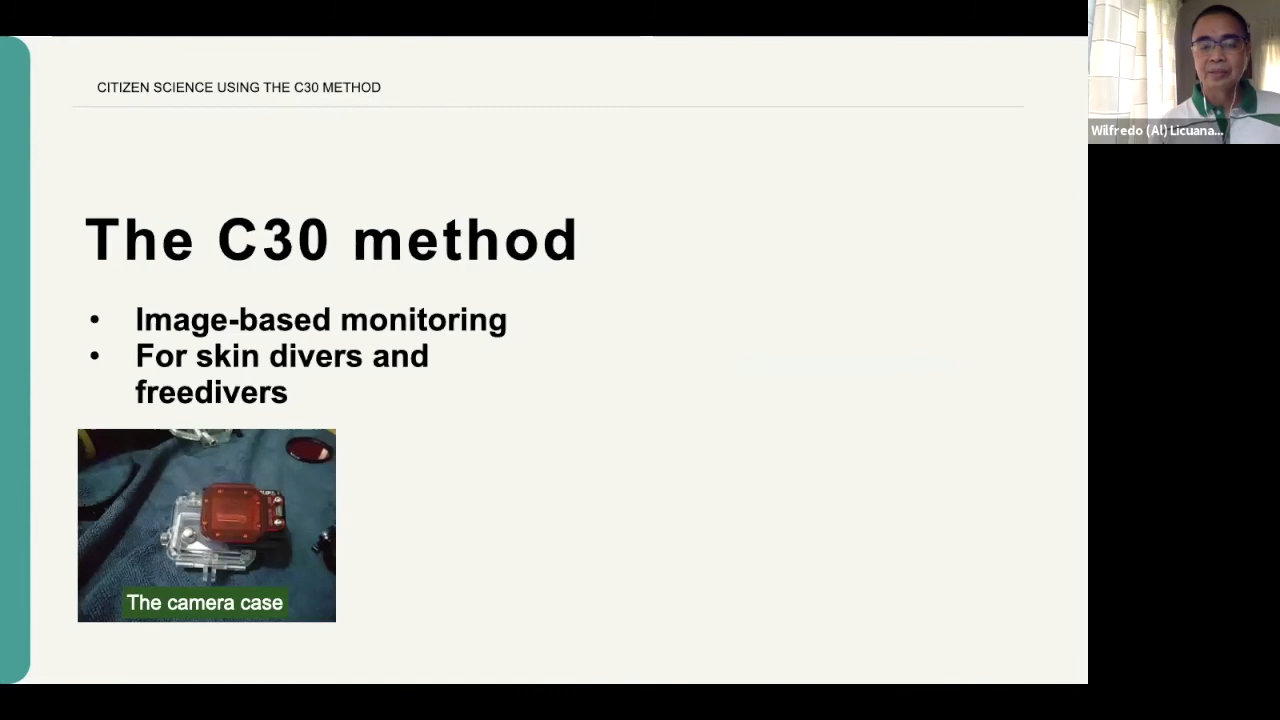 CITIZEN SCIENCE USING THE C30 METHOD
The C30 method
• Image-based monitoring
• For skin divers and
freedivers
The camera case
Wilfredo (Al) Licuana...